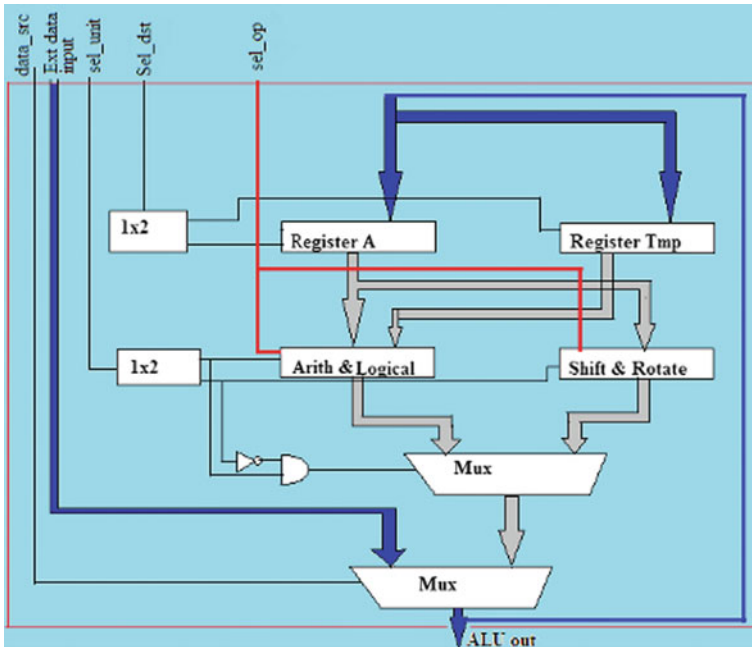 data_src
Ext data
input
sel_unit
Sel_dst
sel_op
1x2
Register A
Register Tmp
1x2
Arith & Logical
Shift & Rotate
Mux
Mux
ALU out